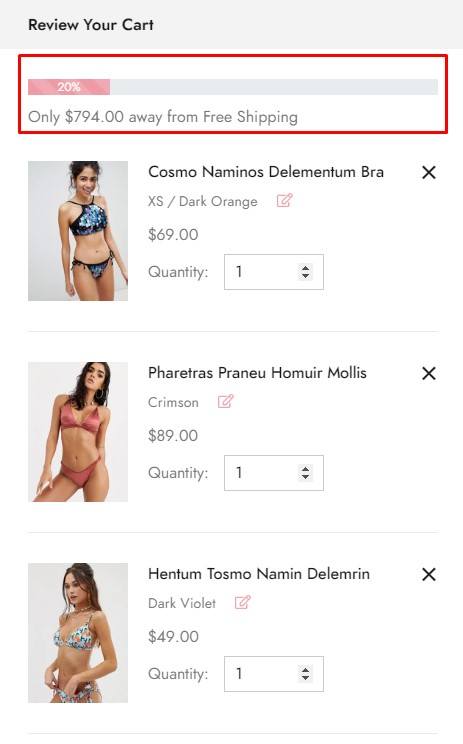 Review Your Cart
20%
Only $794.00 away from Free Shipping
Cosmo Naminos Delementum Bra
XS / Dark Orange
$69.00
Quantity: 1
Pharetras Praneu Homuir Mollis
Crimson
$89.00
Quantity: 1
Hentum Tosmo Namin Delemrin
Dark Violet
$49.00
Quantity: 1